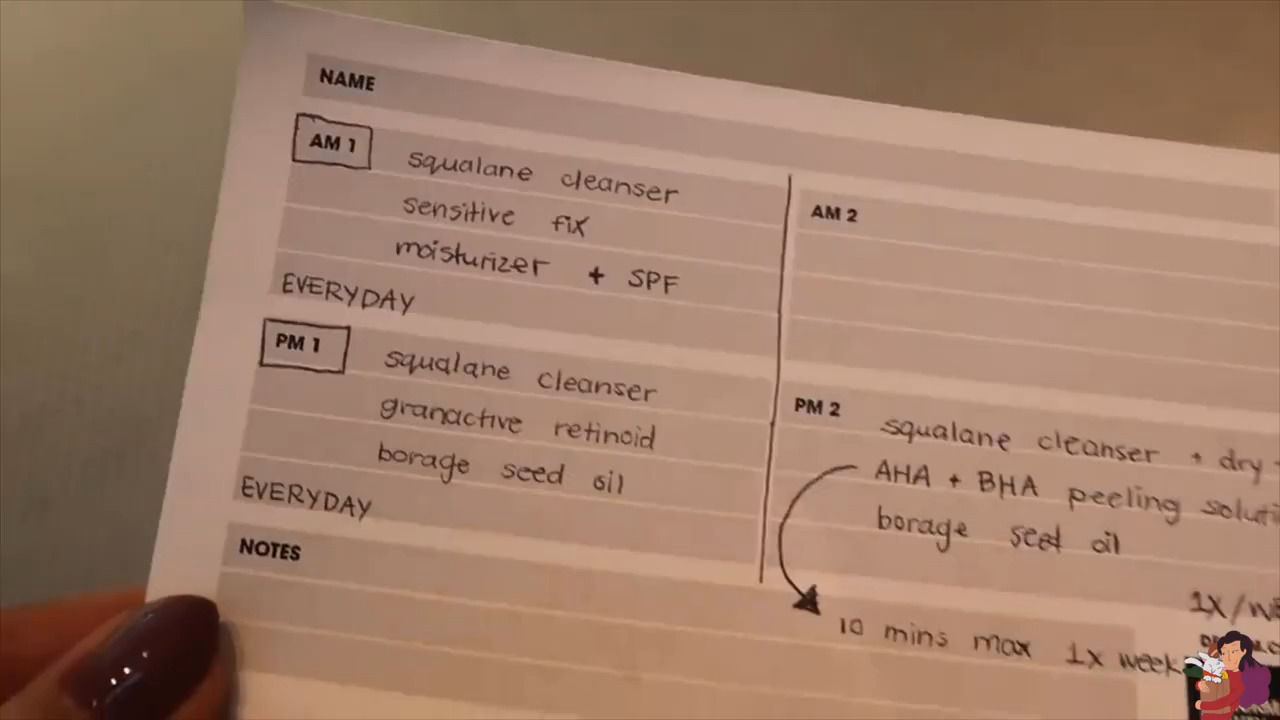 NAME
AM 1 squalane cleanser
sensitive fix
moisturizer + SPF
EVERYDAY
AM 2
PM 1 squalane cleanser
granactive retinoid
borage seed oil
EVERYDAY
PM 2 squalane cleanser + dry
AHA + BHA peeling
borage seed oil
10 mins max 1x week
NOTES